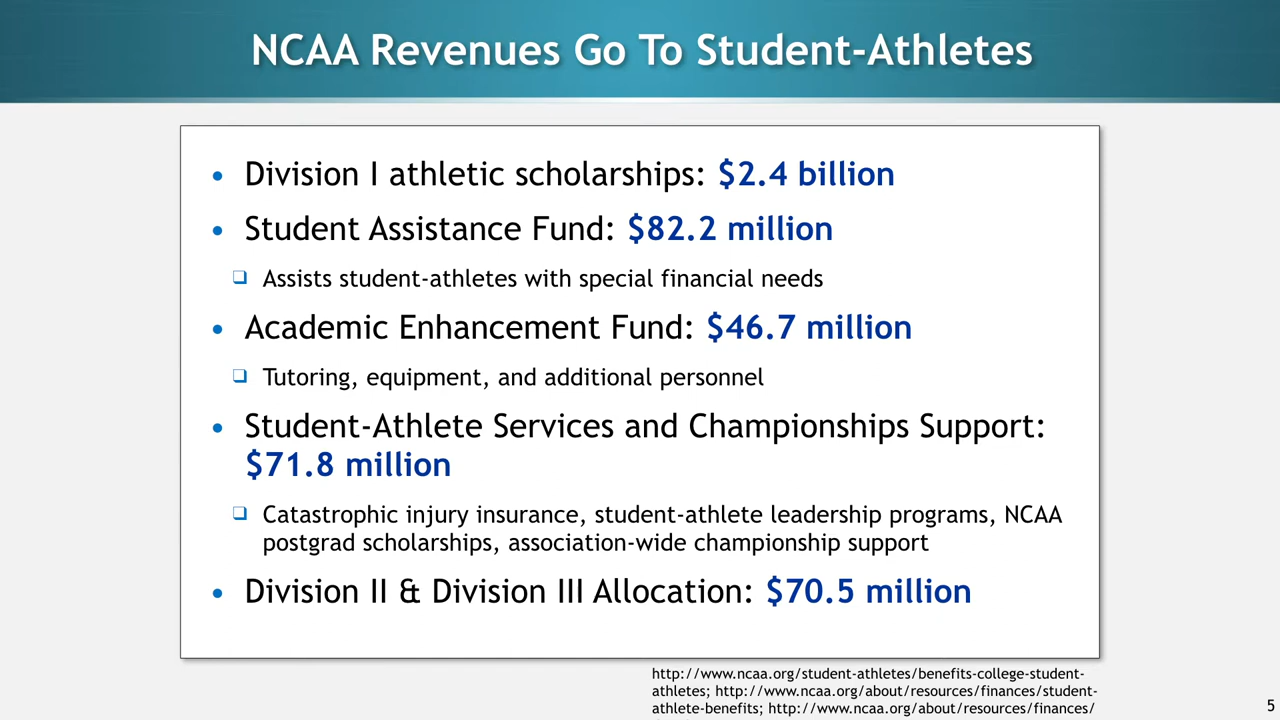 NCAA Revenues Go To Student-Athletes
• Division I athletic scholarships: $2.4 billion
• Student Assistance Fund: $82.2 million
❑ Assists student-athletes with special financial needs
• Academic Enhancement Fund: $46.7 million
❑ Tutoring, equipment, and additional personnel
• Student-Athlete Services and Championships Support:
$71.8 million
❑ Catastrophic injury insurance, student-athlete leadership programs, NCAA
postgrad scholarships, association-wide championship support
• Division II & Division III Allocation: $70.5 million
http://www.ncaa.org/student-athletes/benefits-college-student-
athletes; http://www.ncaa.org/about/resources/finances/student-
athlete-benefits; http://www.ncaa.org/about/resources/finances/
5